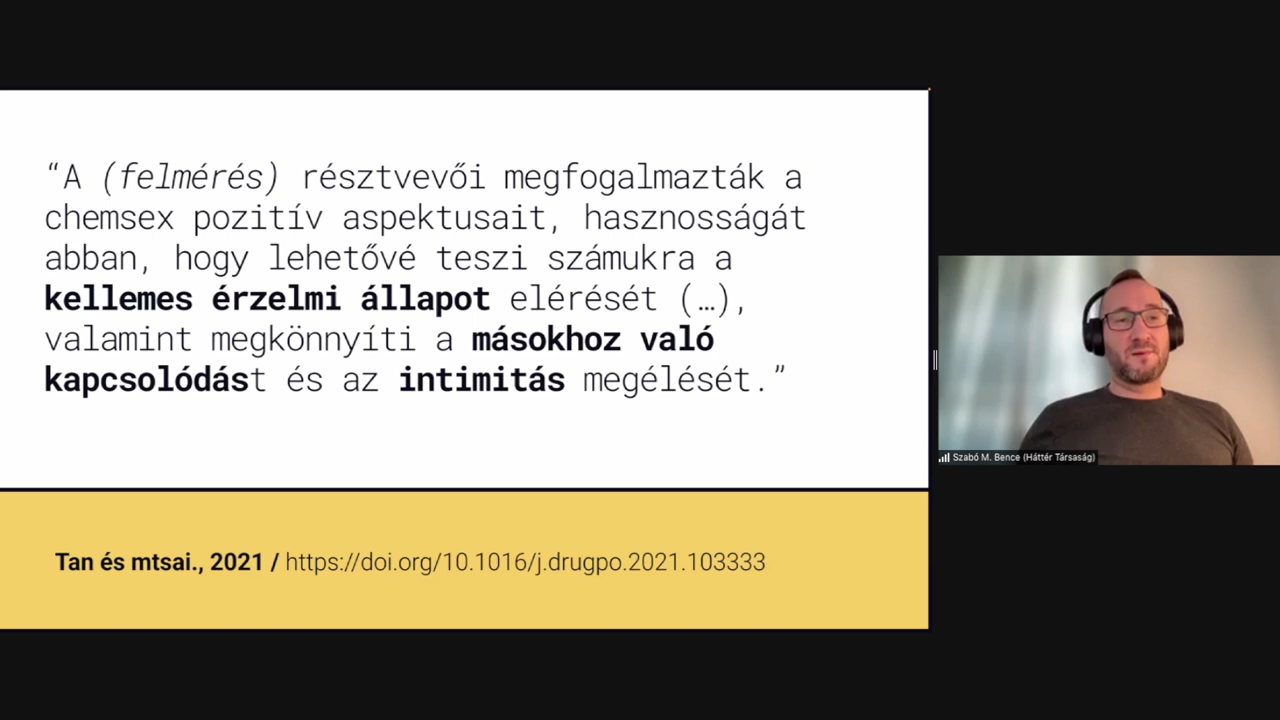 “A (felmérés) résztvevői megfogalmazták a
chemsex pozitív aspektusait, hasznosságát
abban, hogy lehetővé teszi számukra a
kellemes érzelmi állapot elérését (…),
valamint megkönnyíti a másokhoz való
kapcsolódást és az intimitás megélését.”
Tan és mtsai., 2021 / https://doi.org/10.1016/j.drugpo.2021.103333
Szabó M. Bence (Háttér Társaság)